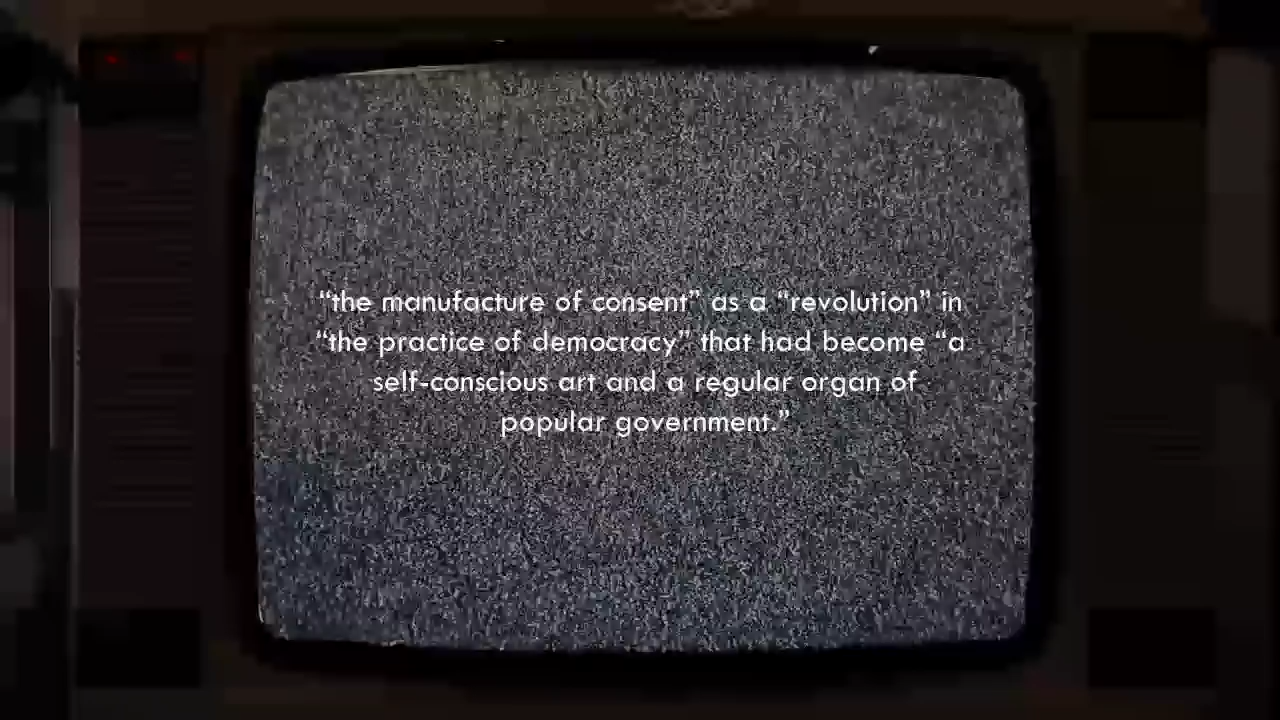 “the manufacture of consent” as a “revolution” in
“the practice of democracy” that had become “a
self-conscious art and a regular organ of
popular government.”